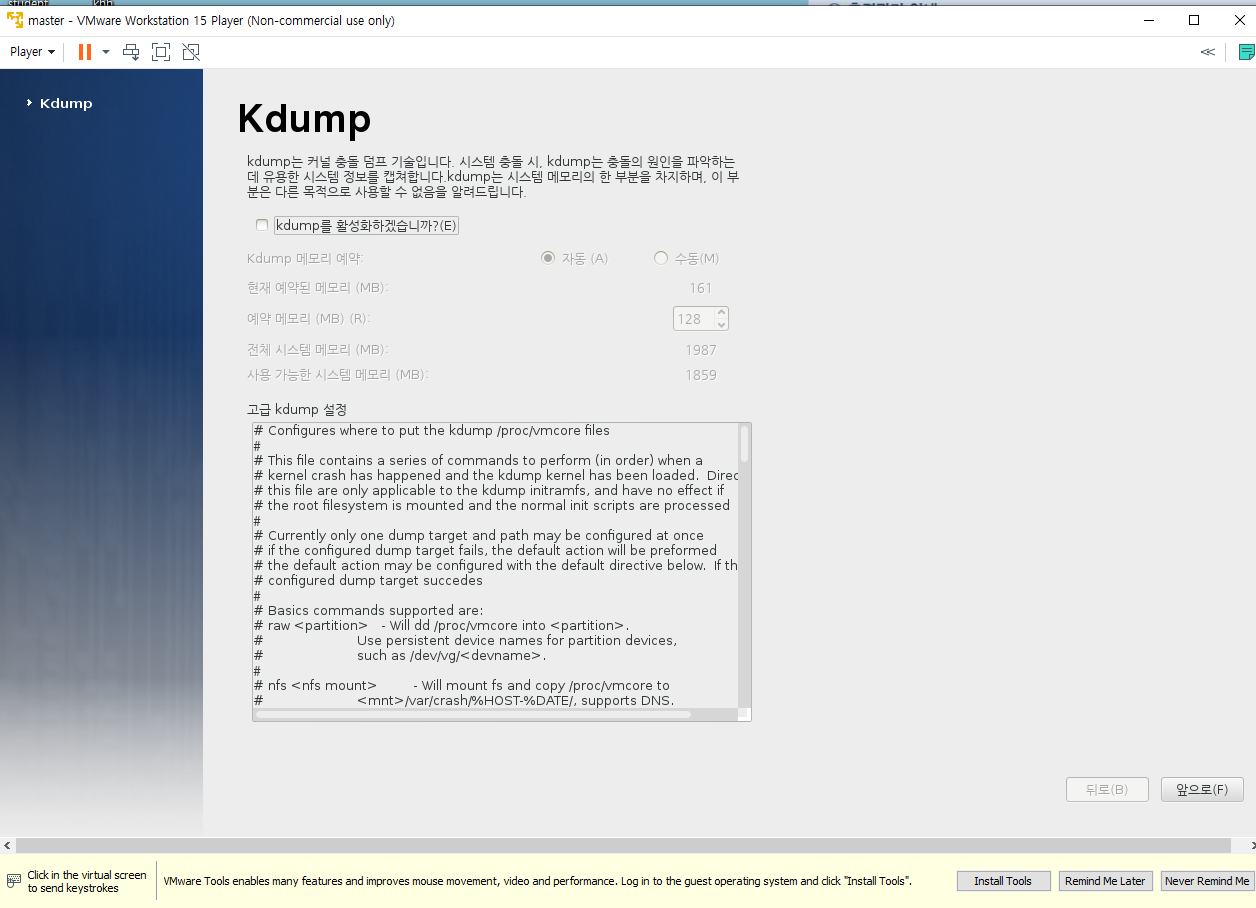 student khh
master - VMware Workstation 15 Player (Non-commercial use only)
Player
Kdump
Kdump
kdump는 커널 충돌 덤프 기술입니다. 시스템 충돌 시, kdump는 충돌의 원인을 파악하는
데 유용한 시스템 정보를 캡쳐합니다.kdump는 시스템 메모리의 한 부분을 차지하며, 이 부
분은 다른 목적으로 사용할 수 없음을 알려드립니다.
kdump를 활성화하겠습니까?(E)
Kdump 메모리 예약: 자동 (A) 수동(M)
현재 예약된 메모리 (MB): 161
예약 메모리 (MB) (R): 128
전체 시스템 메모리 (MB): 1987
사용 가능한 시스템 메모리 (MB): 1859
고급 kdump 설정
# Configures where to put the kdump /proc/vmcore files
#
# This file contains a series of commands to perform (in order) when a
# kernel crash has happened and the kdump kernel has been loaded.  Direc
# this file are only applicable to the kdump initramfs, and have no effect if
# the root filesystem is mounted and the normal init scripts are processed
#
# Currently only one dump target and path may be configured at once
# if the configured dump target fails, the default action will be preformed
# the default action may be configured with the default directive below.  If th
# configured dump target succedes
#
# Basics commands supported are:
# raw <partition>   - Will dd /proc/vmcore into <partition>.
# Use persistent device names for partition devices,
# such as /dev/vg/<devname>.
#
# nfs <nfs mount> - Will mount fs and copy /proc/vmcore to
# <mnt>/var/crash/%HOST-%DATE/, supports DNS.
뒤로(B) 앞으로(F)
Click in the virtual screen
to send keystrokes
VMware Tools enables many features and improves mouse movement, video and performance. Log in to the guest operating system and click "Install Tools".
Install Tools Remind Me Later Never Remind Me